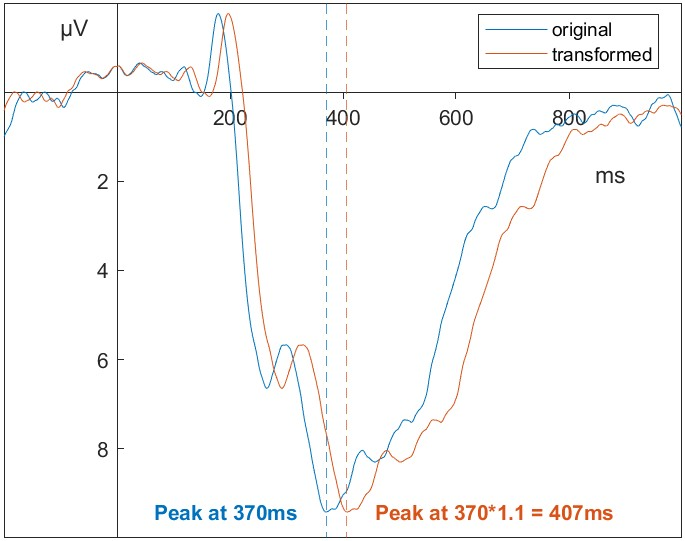 µV
original
transformed
200
400
600
800
ms
2
4
6
8
Peak at 370ms
Peak at 370*1.1 = 407ms